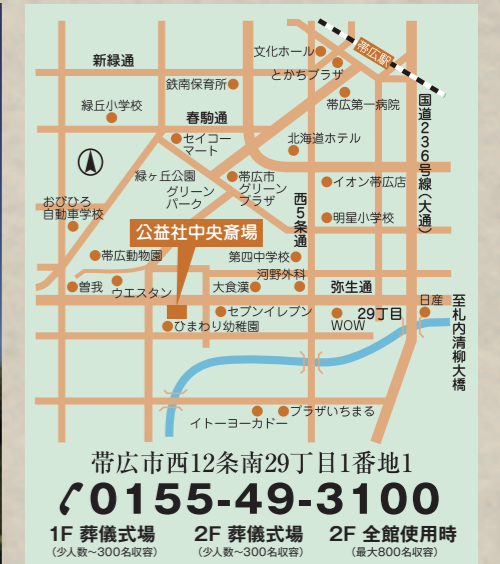 文化ホール
帯広駅
新緑通
とかちプラザ
鉄南保育所
帯広第一病院
緑丘小学校
国道236号線(大通)
春駒通
セイコー
マート
北海道ホテル
緑ヶ丘公園
グリーン
パーク
帯広市
グリーン
プラザ
イオン帯広店
おびひろ
自動車学校
西5条通
明星小学校
公益社中央斎場
帯広動物園
第四中学校
河野外科
曽我
ウエスタン
大食漢
弥生通
日産
至札内清柳大橋
セブンイレブン
29丁目
ひまわり幼稚園
WOW
プラザいちまる
イトーヨーカドー
帯広市西12条南29丁目1番地1
0155-49-3100
1F 葬儀式場
(少人数~300名収容)
2F 葬儀式場
(少人数~300名収容)
2F 全館使用時
(最大800名収容)